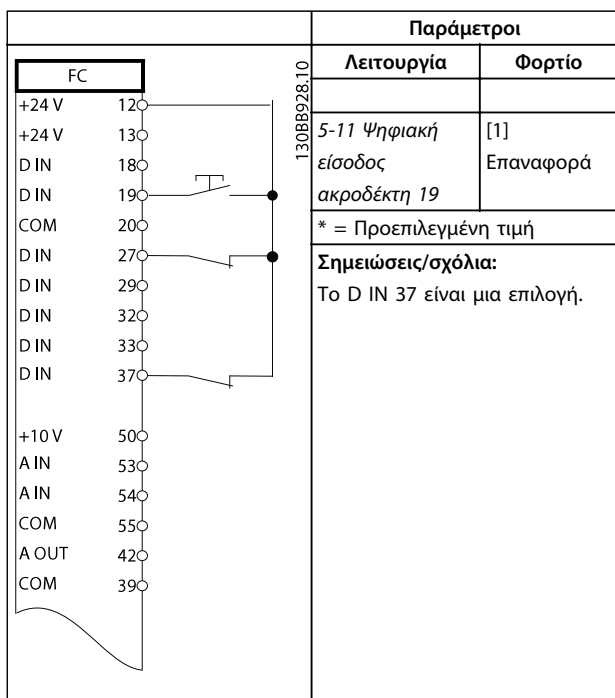 Παράμετροι
Λειτουργία Φορτίο
5-11 Ψηφιακή
είσοδος
ακροδέκτη 19
[1]
Επαναφορά
* = Προεπιλεγμένη τιμή
Σημειώσεις/σχόλια:
Το D IN 37 είναι μια επιλογή.
FC
+24 V 12
+24 V 13
D IN 18
D IN 19
COM 20
D IN 27
D IN 29
D IN 32
D IN 33
D IN 37
+10 V 50
A IN 53
A IN 54
COM 55
A OUT 42
COM 39
130BB928.10